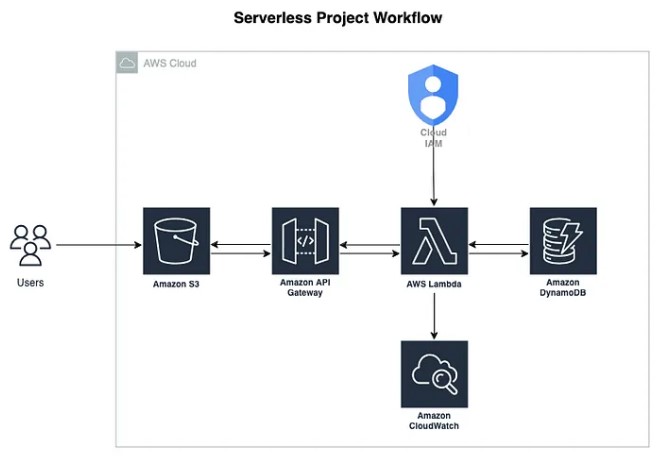 Serverless Project Workflow
AWS Cloud
Cloud
IAM
Users
Amazon S3
Amazon API
Gateway
AWS Lambda
Amazon
DynamoDB
Amazon
CloudWatch